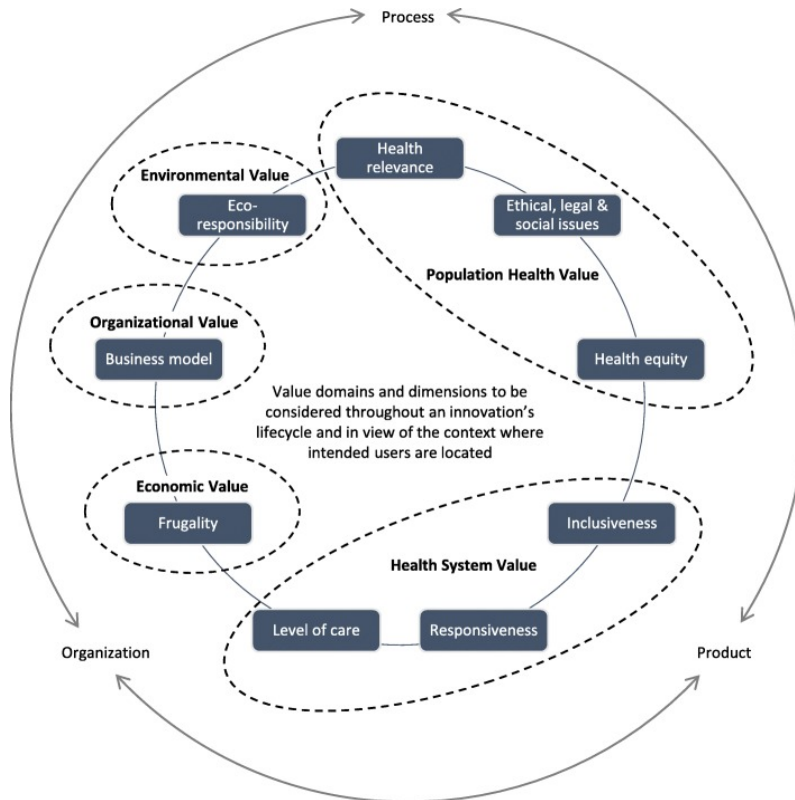 Process
Health
relevance
Environmental Value
Eco-
responsibility
Ethical, legal &
social issues
Population Health Value
Organizational Value
Business model
Health equity
Value domains and dimensions to be
considered throughout an innovation's
lifecycle and in view of the context where
intended users are located
Economic Value
Frugality
Inclusiveness
Health System Value
Level of care
Responsiveness
Organization
Product